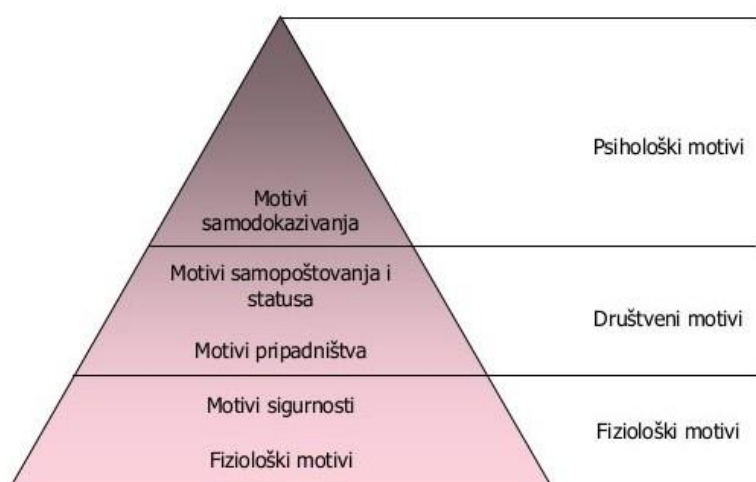 Psihološki motivi
Motivi
samodokazivanja
Motivi samopoštovanja i
statusa
Društveni motivi
Motivi pripadništva
Motivi sigurnosti
Fiziološki motivi
Fiziološki motivi